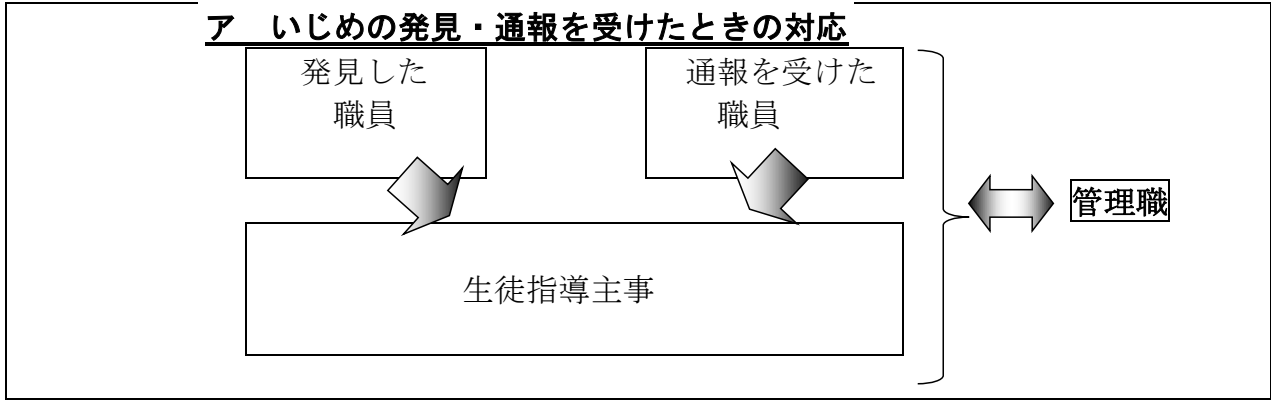 ア　いじめの発見・通報を受けたときの対応
発見した
職員
通報を受けた
職員
管理職
生徒指導主事